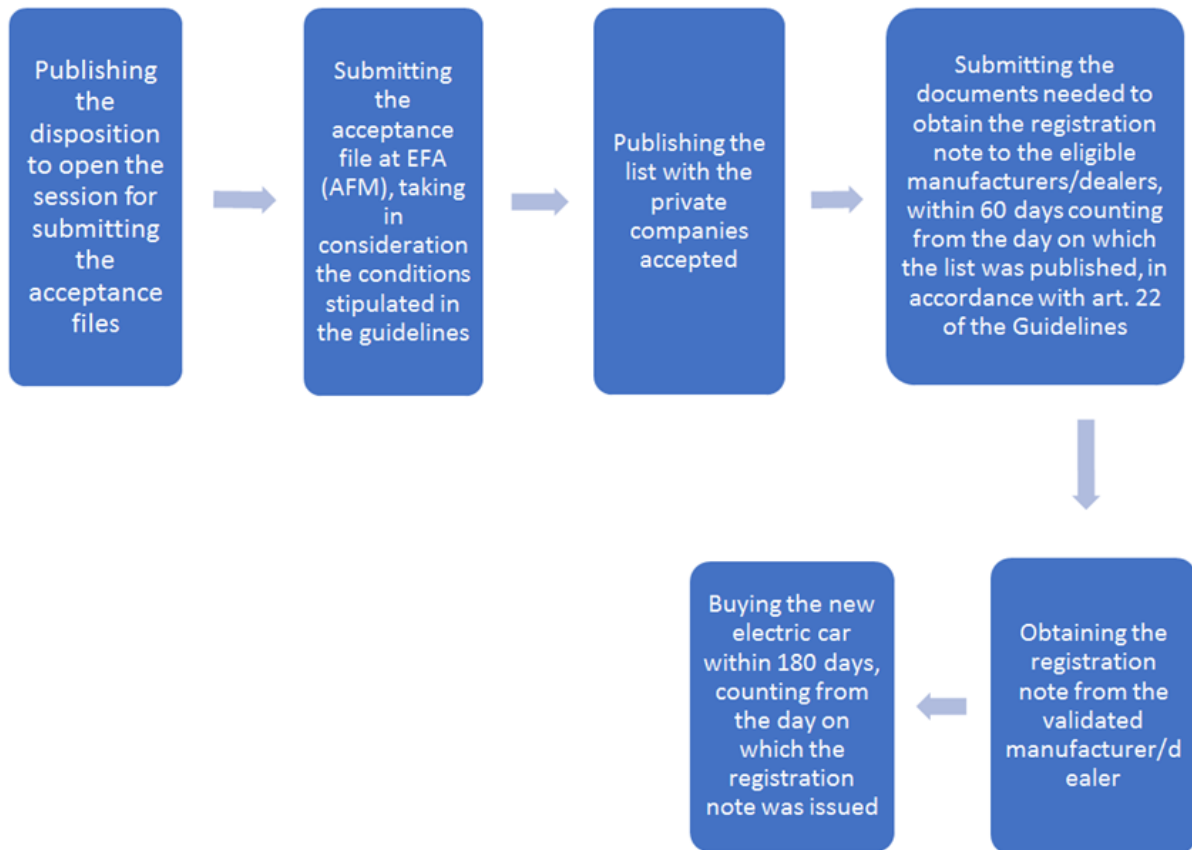 Publishing
the
disposition
to open the
session for
submitting
the
acceptance
files
Submitting
the
acceptance
file at EFA
(AFM), taking
in
consideration
the conditions
stipulated in
the guidelines
Publishing the
list with the
private
companies
accepted
Submitting the
documents needed to
obtain the registration
note to the eligible
manufacturers/dealers,
within 60 days counting
from the day on which
the list was published, in
accordance with art. 22
of the Guidelines
Obtaining the
registration
note from the
validated
manufacturer/d
ealer
Buying the new
electric car
within 180 days,
counting from
the day on
which the
registration
note was issued